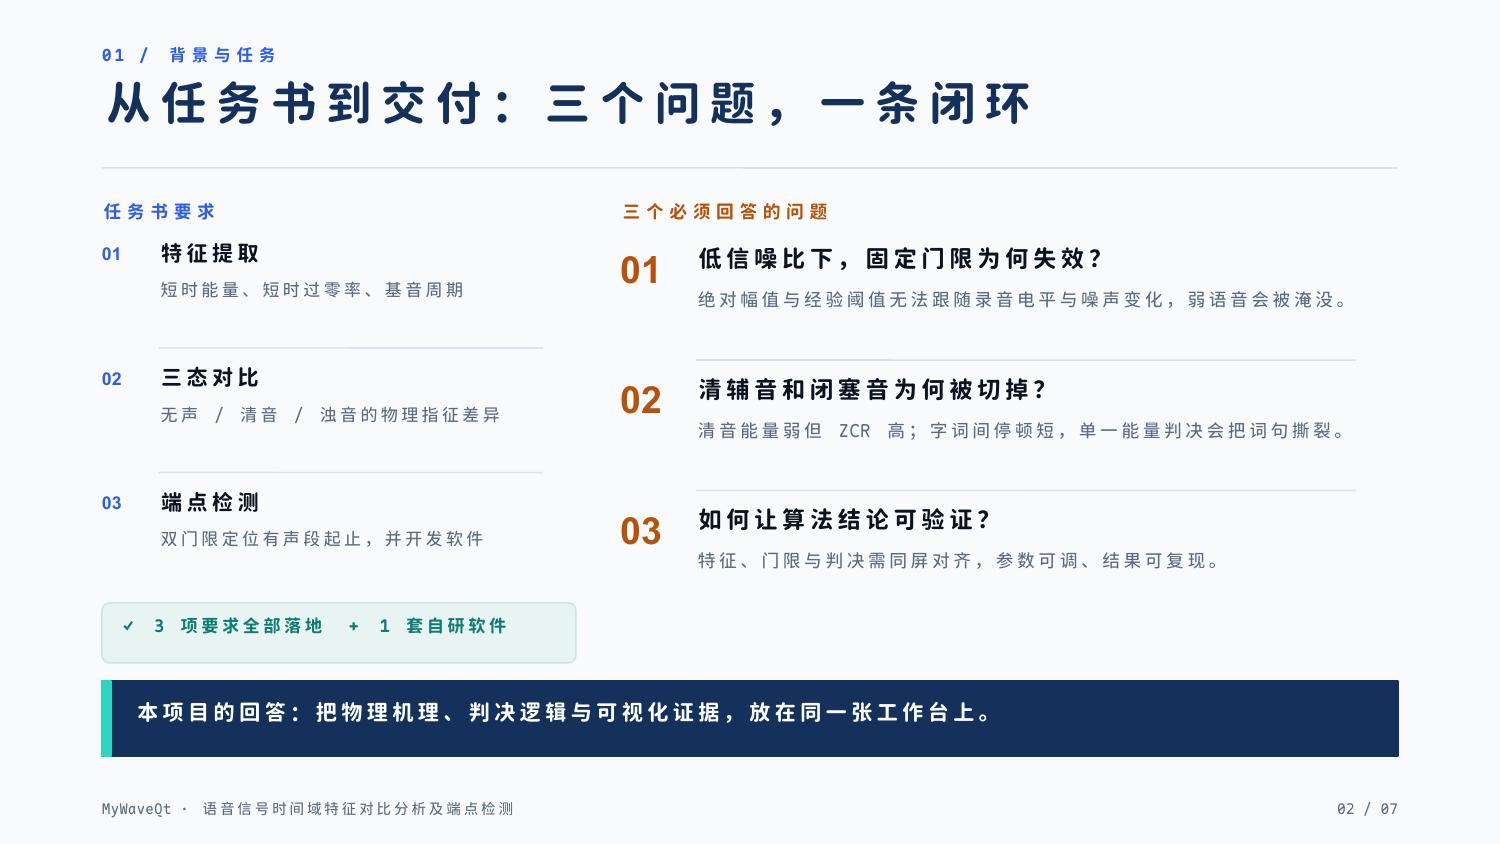 01 / 背景与任务
从任务书到交付：三个问题，一条闭环
任务书要求
01 特征提取
短时能量、短时过零率、基音周期
02 三态对比
无声 / 清音 / 浊音的物理指征差异
03 端点检测
双门限定位有声段起止，并开发软件
✓ 3 项要求全部落地 + 1 套自研软件
三个必须回答的问题
01 低信噪比下，固定门限为何失效？
绝对幅值与经验阈值无法跟随录音电平与噪声变化，弱语音会被淹没。
02 清辅音和闭塞音为何被切掉？
清音能量弱但 ZCR 高；字词间停顿短，单一能量判决会把词句撕裂。
03 如何让算法结论可验证？
特征、门限与判决需同屏对齐，参数可调、结果可复现。
本项目的回答：把物理机理、判决逻辑与可视化证据，放在同一张工作台上。
MyWaveQt · 语音信号时间域特征对比分析及端点检测
02 / 07